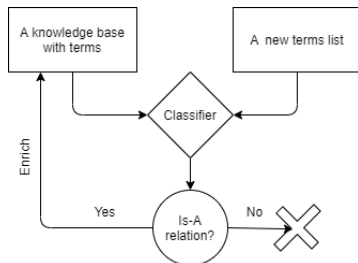 A knowledge base
with terms
A new terms list
Classifier
Enrich
Yes
Is-A
relation?
No